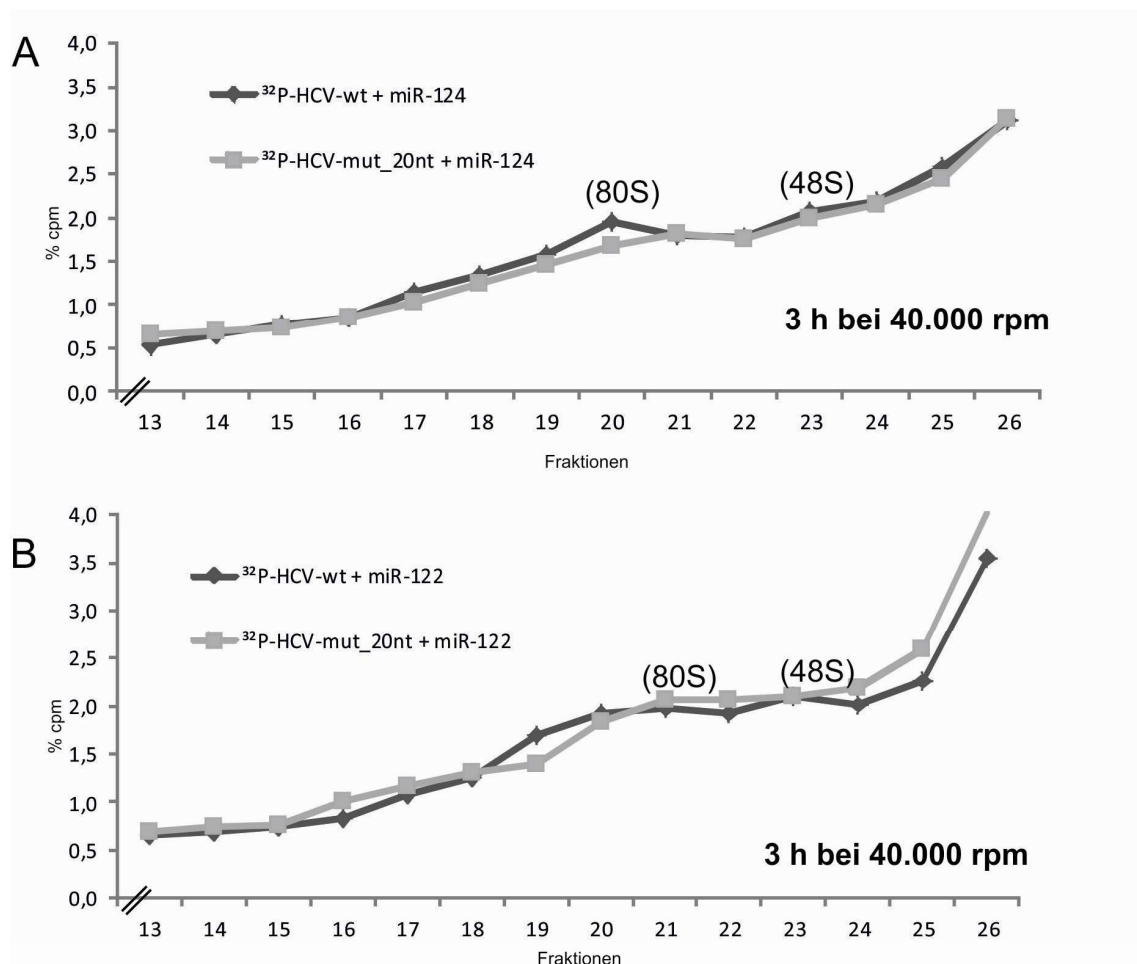 A
4,0
3,5
3,0
2,5
2,0
1,5
1,0
0,5
0,0
% cpm
³²P-HCV-wt + miR-124
³²P-HCV-mut_20nt + miR-124
(80S)
(48S)
3 h bei 40.000 rpm
13 14 15 16 17 18 19 20 21 22 23 24 25 26
Fraktionen
B
4,0
3,5
3,0
2,5
2,0
1,5
1,0
0,5
0,0
% cpm
³²P-HCV-wt + miR-122
³²P-HCV-mut_20nt + miR-122
(80S)
(48S)
3 h bei 40.000 rpm
13 14 15 16 17 18 19 20 21 22 23 24 25 26
Fraktionen